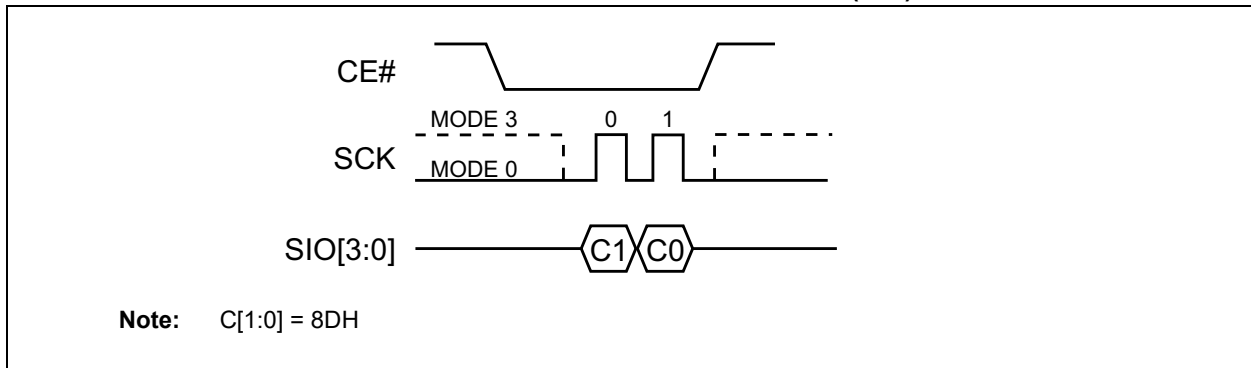 CE#
MODE 3 0 1
SCK
MODE 0
SIO[3:0] C1 C0
Note: C[1:0] = 8DH